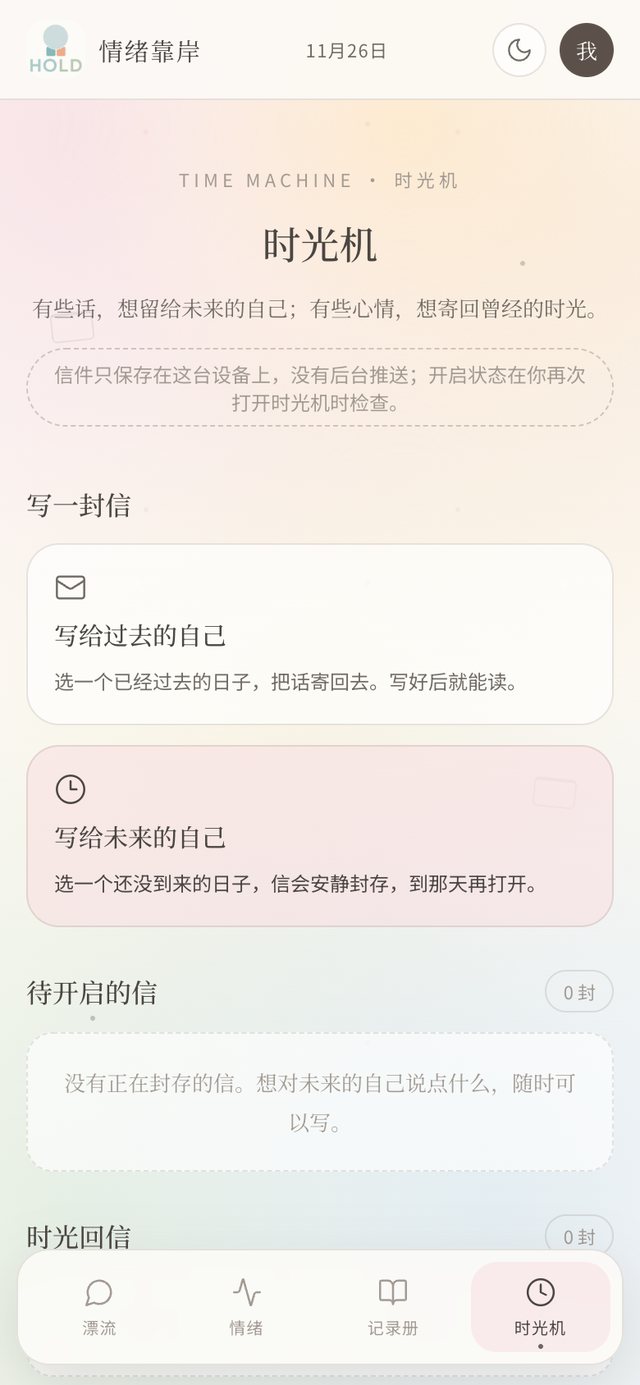 HOLD
情绪靠岸
11月26日
我
TIME MACHINE • 时光机
时光机
有些话，想留给未来的自己；有些心情，想寄回曾经的时光。
信件只保存在这台设备上，没有后台推送；开启状态在你再次
打开时光机时检查。
写一封信
写给过去的自己
选一个已经过去的日子，把话寄回去。写好后就能读。
写给未来的自己
选一个还没到来的日子，信会安静封存，到那天再打开。
待开启的信
0 封
没有正在封存的信。想对未来的自己说点什么，随时可
以写。
时光回信
0 封
漂流
情绪
记录册
时光机